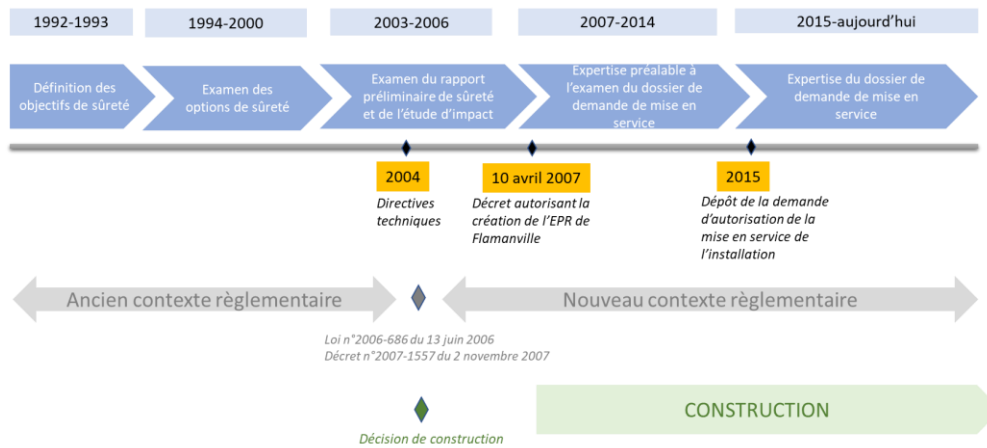 1992-1993
1994-2000
2003-2006
2007-2014
2015-aujourd’hui
Définition des
objectifs de sûreté
Examen des
options de sûreté
Examen du rapport
préliminaire de sûreté
et de l’étude d’impact
Expertise préalable à
l’examen du dossier de
demande de mise en
service
Expertise du dossier de
demande de mise en
service
2004
Directives
techniques
10 avril 2007
Décret autorisant la
création de l’EPR de
Flamanville
2015
Dépôt de la demande
d’autorisation de la
mise en service de
l’installation
Ancien contexte règlementaire
Nouveau contexte règlementaire
Loi n°2006-686 du 13 juin 2006
Décret n°2007-1557 du 2 novembre 2007
CONSTRUCTION
Décision de construction